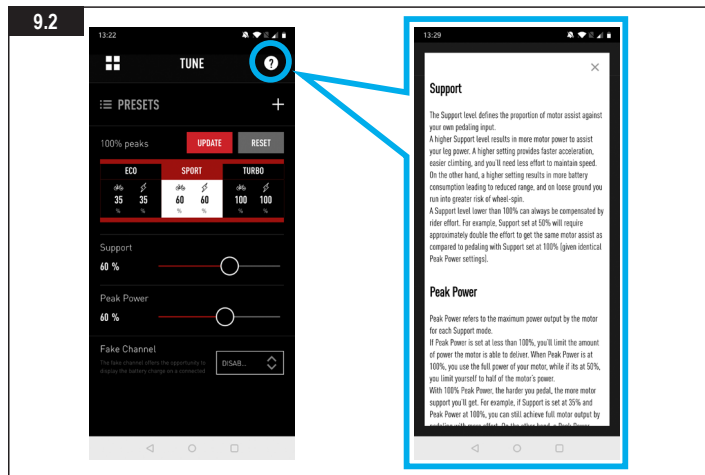 9.2
13:22
TUNE
?
PRESETS
+
100% peaks UPDATE RESET
ECO SPORT TURBO
35 35 60 60 100 100
% % % % % %
Support
60 %
Peak Power
60 %
Fake Channel
The fake channel offers the opportunity to
display the battery charge on a connected
DISAB...
13:29
Support
The Support level defines the proportion of motor assist against
your own pedaling input.
A higher Support level results in more motor power to assist
your leg power. A higher setting provides faster acceleration,
easier climbing, and you'll need less effort to maintain speed.
On the other hand, a higher setting results in more battery
consumption leading to reduced range, and on loose ground you
run into greater risk of wheel-spin.
A Support level lower than 100% can always be compensated by
rider effort. For example, Support set at 50% will require
approximately double the effort to get the same motor assist as
compared to pedaling with Support set at 100% (given identical
Peak Power settings).
Peak Power
Peak Power refers to the maximum power output by the motor
for each Support mode.
If Peak Power is set at less than 100%, you'll limit the amount
of power the motor is able to deliver. When Peak Power is at
100%, you use the full power of your motor, while if its at 50%,
you limit yourself to half of the motor's power.
With 100% Peak Power, the harder you pedal, the more motor
support you'll get. For example, if Support is set at 35% and
Peak Power at 100%, you can still achieve full motor output by
pedaling with more effort. On the other hand, a Peak Power